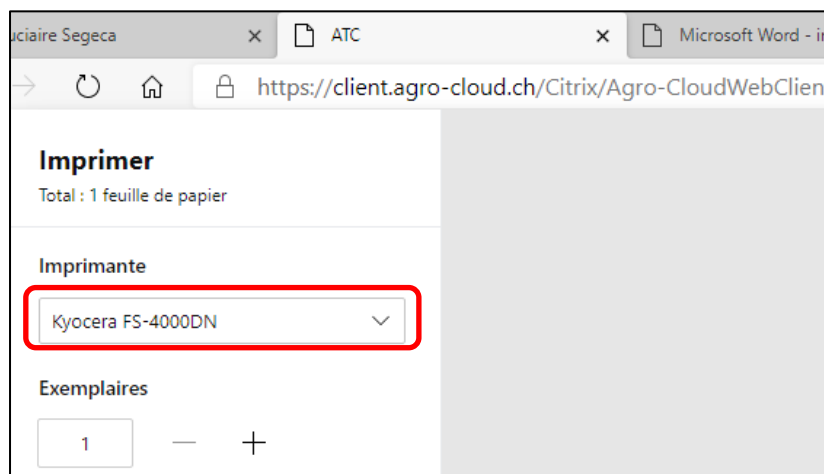 uciaire Segeca
ATC
Microsoft Word - i
https://client.agro-cloud.ch/Citrix/Agro-CloudWebClien
Imprimer
Total : 1 feuille de papier
Imprimante
Kyocera FS-4000DN
Exemplaires
1